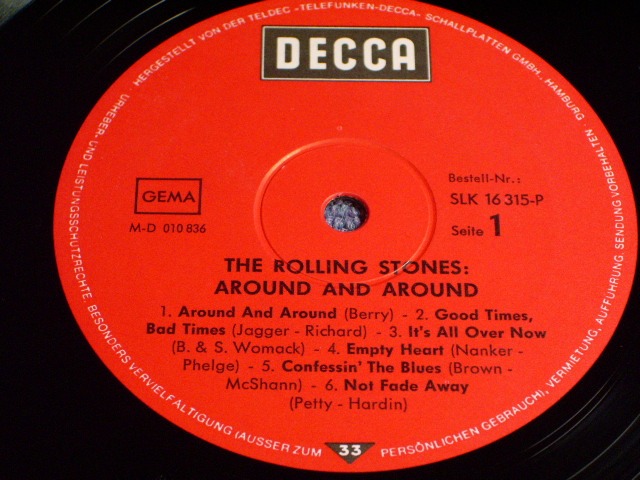 HERGESTELLT VON DER TELDEC »TELEFUNKEN-DECCA« SCHALLPLATTEN GMBH., HAMBURG
URHEBER- UND LEISTUNGSSCHUTZRECHTE, BESONDERS VERVIELFÄLTIGUNG (AUSSER ZUM PERSÖNLICHEN GEBRAUCH), VERMIETUNG, AUFFÜHRUNG, SENDUNG VORBEHALTEN
DECCA
GEMA
M-D 010 836
Bestell-Nr.:
SLK 16 315-P
Seite 1
THE ROLLING STONES:
AROUND AND AROUND
1. Around And Around (Berry) - 2. Good Times,
Bad Times (Jagger - Richard) - 3. It's All Over Now
(B. & S. Womack) - 4. Empty Heart (Nanker -
Phelge) - 5. Confessin' The Blues (Brown -
McShann) - 6. Not Fade Away
(Petty - Hardin)
33